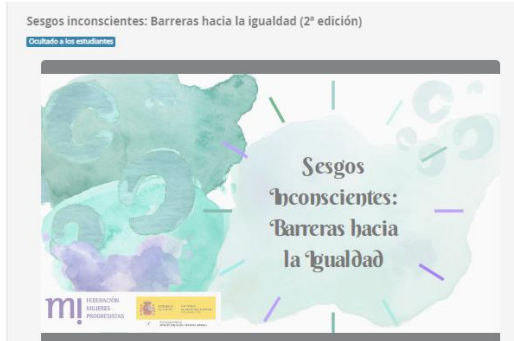 Sesgos inconscientes: Barreras hacia la igualdad (2ª edición)
Ocultado a los estudiantes
Sesgos
Inconscientes:
Barreras hacia
la Igualdad
FEDERACIÓN
MUJERES
PROGRESISTAS